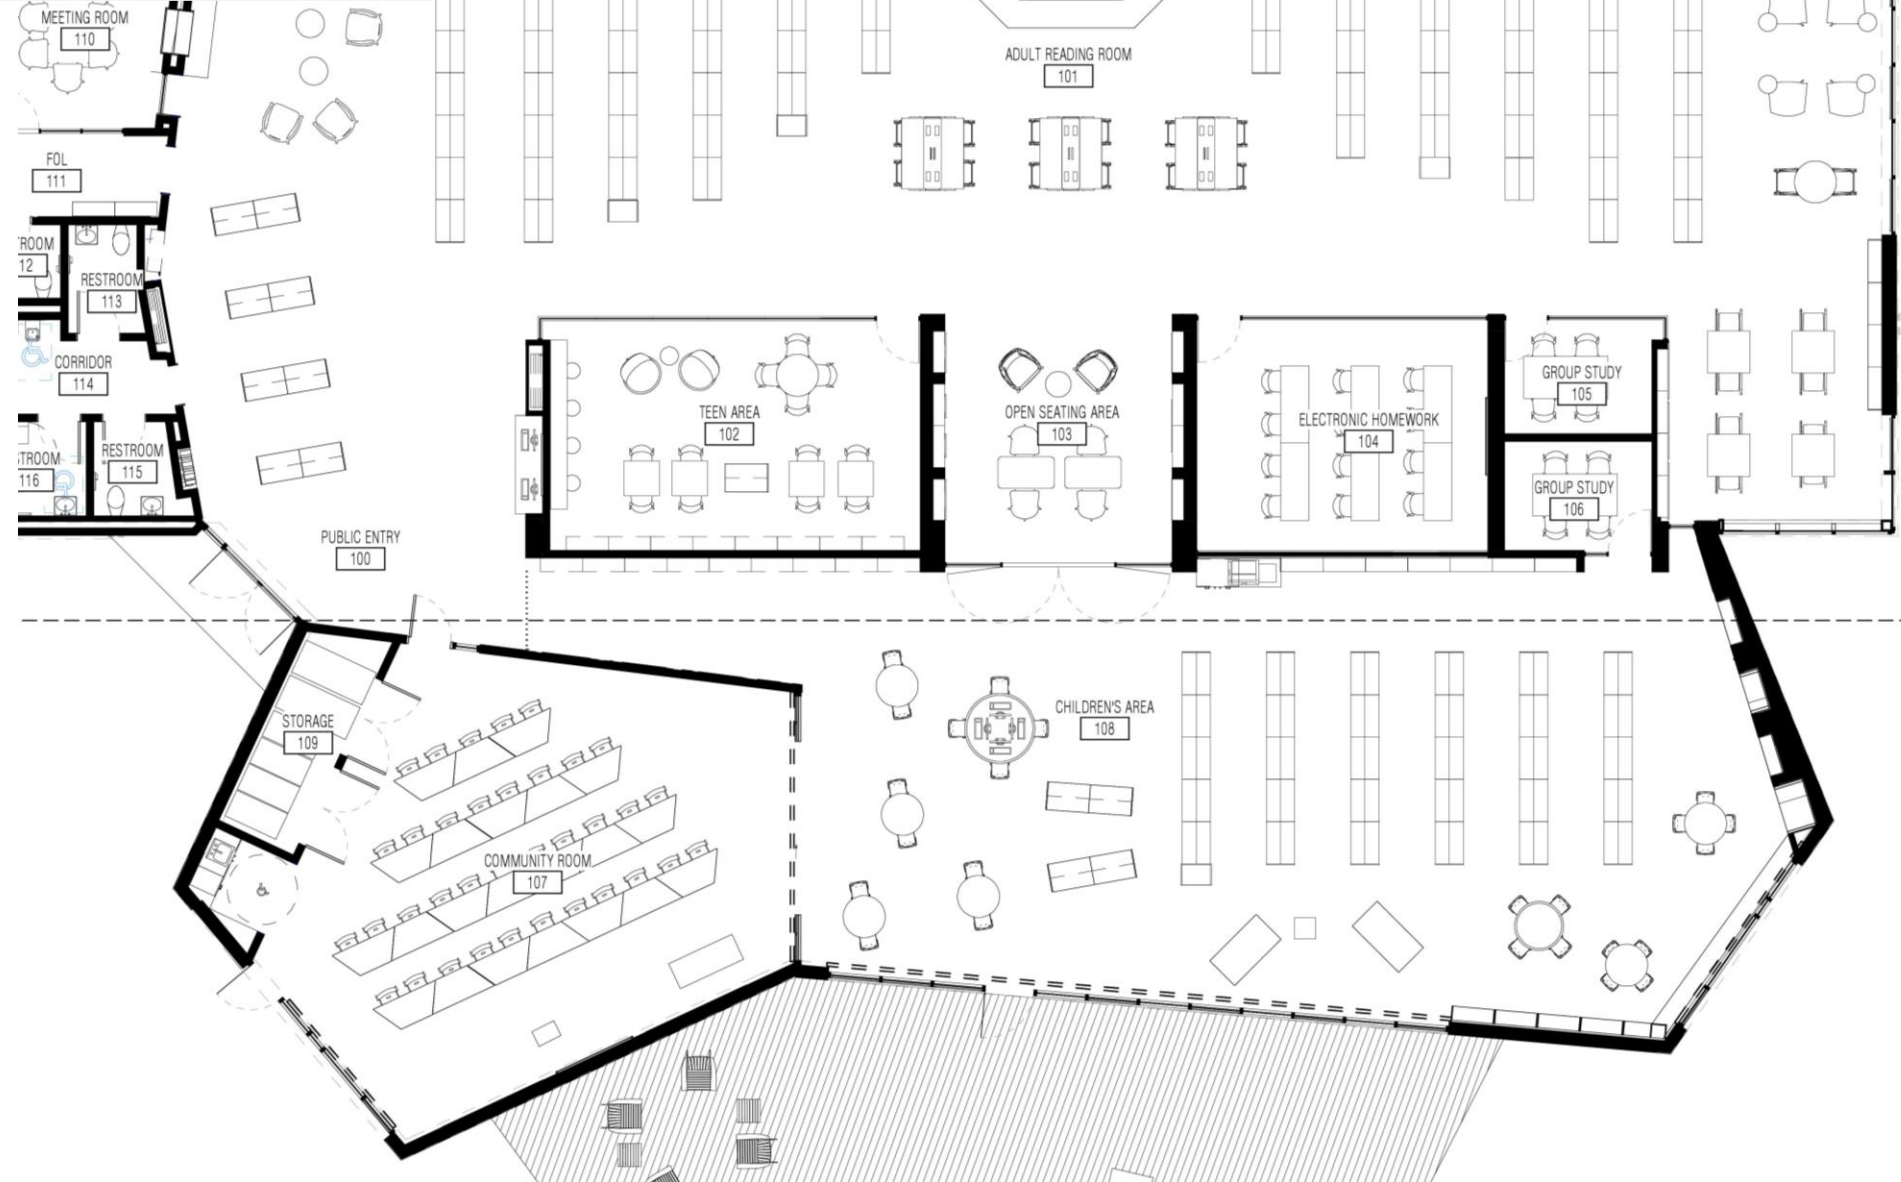 MEETING ROOM
110
ADULT READING ROOM
101
FOL
111
ROOM
12
RESTROOM
113
CORRIDOR
114
GROUP STUDY
105
TEEN AREA
102
OPEN SEATING AREA
103
ELECTRONIC HOMEWORK
104
TROOM
116
RESTROOM
115
GROUP STUDY
106
PUBLIC ENTRY
100
STORAGE
109
CHILDREN'S AREA
108
COMMUNITY ROOM
107